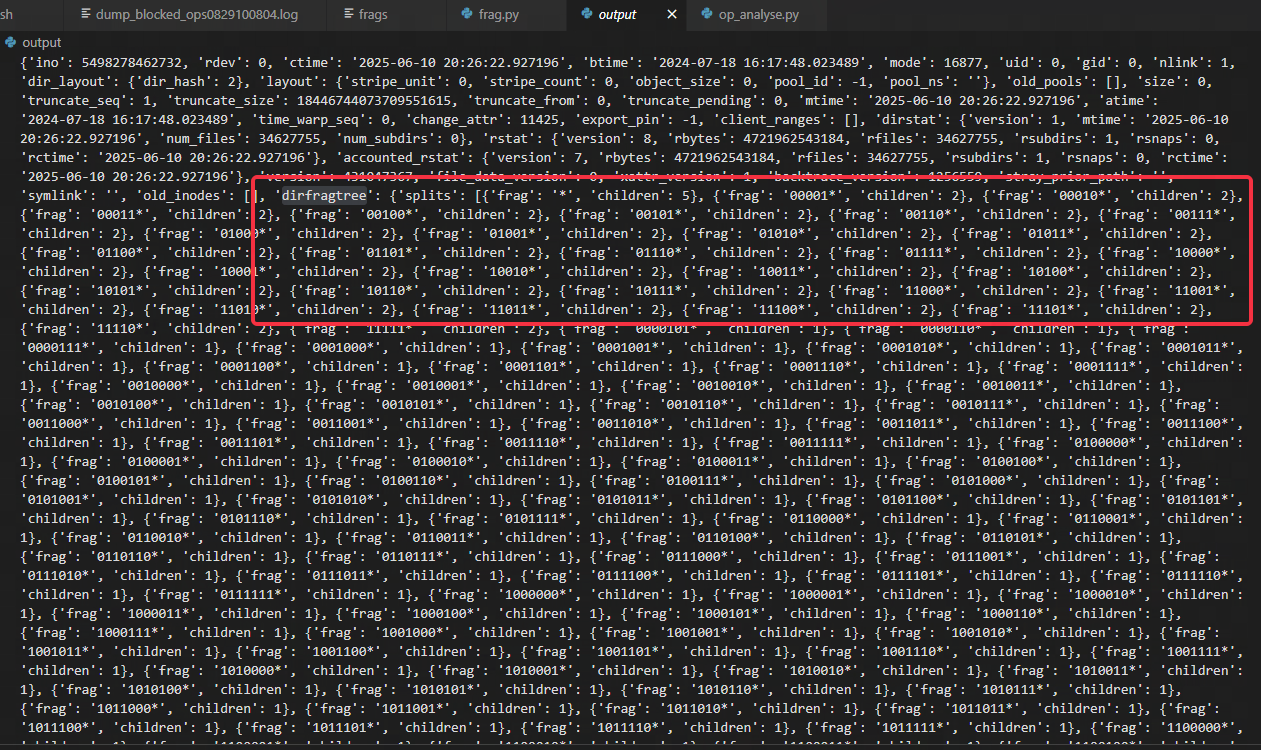 sh dump_blocked_ops0829100804.log frags frag.py output × op_analyse.py
output
{'ino': 5498278462732, 'rdev': 0, 'ctime': '2025-06-10 20:26:22.927196', 'btime': '2024-07-18 16:17:48.023489', 'mode': 16877, 'uid': 0, 'gid': 0, 'nlink': 1,
'dir_layout': {'dir_hash': 2}, 'layout': {'stripe_unit': 0, 'stripe_count': 0, 'object_size': 0, 'pool_id': -1, 'pool_ns': ''}, 'old_pools': [], 'size': 0,
'truncate_seq': 1, 'truncate_size': 18446744073709551615, 'truncate_from': 0, 'truncate_pending': 0, 'mtime': '2025-06-10 20:26:22.927196', 'atime':
'2024-07-18 16:17:48.023489', 'time_warp_seq': 0, 'change_attr': 11425, 'export_pin': -1, 'client_ranges': [], 'dirstat': {'version': 1, 'mtime': '2025-06-10
20:26:22.927196', 'num_files': 34627755, 'num_subdirs': 0}, 'rstat': {'version': 8, 'rbytes': 4721962543184, 'rfiles': 34627755, 'rsubdirs': 1, 'rsnaps': 0,
'rctime': '2025-06-10 20:26:22.927196'}, 'accounted_rstat': {'version': 7, 'rbytes': 4721962543184, 'rfiles': 34627755, 'rsubdirs': 1, 'rsnaps': 0, 'rctime':
'2025-06-10 20:26:22.927196'}, 'version': 'file_data_version': 0, 'xattr_version': 1, 'backtrace_version': 1256559, 'stray_prior_path': '',
'symlink': '', 'old_inodes': [], 'dirfragtree': {'splits': [{'frag': '*', 'children': 5}, {'frag': '00001*', 'children': 2}, {'frag': '00010*', 'children': 2},
{'frag': '00011*', 'children': 2}, {'frag': '00100*', 'children': 2}, {'frag': '00101*', 'children': 2}, {'frag': '00110*', 'children': 2}, {'frag': '00111*',
'children': 2}, {'frag': '01000*', 'children': 2}, {'frag': '01001*', 'children': 2}, {'frag': '01010*', 'children': 2}, {'frag': '01011*', 'children': 2},
{'frag': '01100*', 'children': 2}, {'frag': '01101*', 'children': 2}, {'frag': '01110*', 'children': 2}, {'frag': '01111*', 'children': 2}, {'frag': '10000*',
'children': 2}, {'frag': '10001*', 'children': 2}, {'frag': '10010*', 'children': 2}, {'frag': '10011*', 'children': 2}, {'frag': '10100*', 'children': 2},
{'frag': '10101*', 'children': 2}, {'frag': '10110*', 'children': 2}, {'frag': '10111*', 'children': 2}, {'frag': '11000*', 'children': 2}, {'frag': '11001*',
'children': 2}, {'frag': '11010*', 'children': 2}, {'frag': '11011*', 'children': 2}, {'frag': '11100*', 'children': 2}, {'frag': '11101*', 'children': 2},
{'frag': '11110*', 'children': 2}, {'frag': '11111*', 'children': 2}, {'frag': '0000101*', 'children': 1}, {'frag': '0000110*', 'children': 1}, {'frag':
'0000111*', 'children': 1}, {'frag': '0001000*', 'children': 1}, {'frag': '0001001*', 'children': 1}, {'frag': '0001010*', 'children': 1}, {'frag': '0001011*',
'children': 1}, {'frag': '0001100*', 'children': 1}, {'frag': '0001101*', 'children': 1}, {'frag': '0001110*', 'children': 1}, {'frag': '0001111*', 'children':
1}, {'frag': '0010000*', 'children': 1}, {'frag': '0010001*', 'children': 1}, {'frag': '0010010*', 'children': 1}, {'frag': '0010011*', 'children': 1},
{'frag': '0010100*', 'children': 1}, {'frag': '0010101*', 'children': 1}, {'frag': '0010110*', 'children': 1}, {'frag': '0010111*', 'children': 1}, {'frag':
'0011000*', 'children': 1}, {'frag': '0011001*', 'children': 1}, {'frag': '0011010*', 'children': 1}, {'frag': '0011011*', 'children': 1}, {'frag': '0011100*',
'children': 1}, {'frag': '0011101*', 'children': 1}, {'frag': '0011110*', 'children': 1}, {'frag': '0011111*', 'children': 1}, {'frag': '0100000*', 'children':
1}, {'frag': '0100001*', 'children': 1}, {'frag': '0100010*', 'children': 1}, {'frag': '0100011*', 'children': 1}, {'frag': '0100100*', 'children': 1},
{'frag': '0100101*', 'children': 1}, {'frag': '0100110*', 'children': 1}, {'frag': '0100111*', 'children': 1}, {'frag': '0101000*', 'children': 1}, {'frag':
'0101001*', 'children': 1}, {'frag': '0101010*', 'children': 1}, {'frag': '0101011*', 'children': 1}, {'frag': '0101100*', 'children': 1}, {'frag': '0101101*',
'children': 1}, {'frag': '0101110*', 'children': 1}, {'frag': '0101111*', 'children': 1}, {'frag': '0110000*', 'children': 1}, {'frag': '0110001*', 'children':
1}, {'frag': '0110010*', 'children': 1}, {'frag': '0110011*', 'children': 1}, {'frag': '0110100*', 'children': 1}, {'frag': '0110101*', 'children': 1},
{'frag': '0110110*', 'children': 1}, {'frag': '0110111*', 'children': 1}, {'frag': '0111000*', 'children': 1}, {'frag': '0111001*', 'children': 1}, {'frag':
'0111010*', 'children': 1}, {'frag': '0111011*', 'children': 1}, {'frag': '0111100*', 'children': 1}, {'frag': '0111101*', 'children': 1}, {'frag': '0111110*',
'children': 1}, {'frag': '0111111*', 'children': 1}, {'frag': '1000000*', 'children': 1}, {'frag': '1000001*', 'children': 1}, {'frag': '1000010*', 'children':
1}, {'frag': '1000011*', 'children': 1}, {'frag': '1000100*', 'children': 1}, {'frag': '1000101*', 'children': 1}, {'frag': '1000110*', 'children': 1},
{'frag': '1000111*', 'children': 1}, {'frag': '1001000*', 'children': 1}, {'frag': '1001001*', 'children': 1}, {'frag': '1001010*', 'children': 1}, {'frag':
'1001011*', 'children': 1}, {'frag': '1001100*', 'children': 1}, {'frag': '1001101*', 'children': 1}, {'frag': '1001110*', 'children': 1}, {'frag': '1001111*',
'children': 1}, {'frag': '1010000*', 'children': 1}, {'frag': '1010001*', 'children': 1}, {'frag': '1010010*', 'children': 1}, {'frag': '1010011*', 'children':
1}, {'frag': '1010100*', 'children': 1}, {'frag': '1010101*', 'children': 1}, {'frag': '1010110*', 'children': 1}, {'frag': '1010111*', 'children': 1},
{'frag': '1011000*', 'children': 1}, {'frag': '1011001*', 'children': 1}, {'frag': '1011010*', 'children': 1}, {'frag': '1011011*', 'children': 1}, {'frag':
'1011100*', 'children': 1}, {'frag': '1011101*', 'children': 1}, {'frag': '1011110*', 'children': 1}, {'frag': '1011111*', 'children': 1}, {'frag': '1100000*',